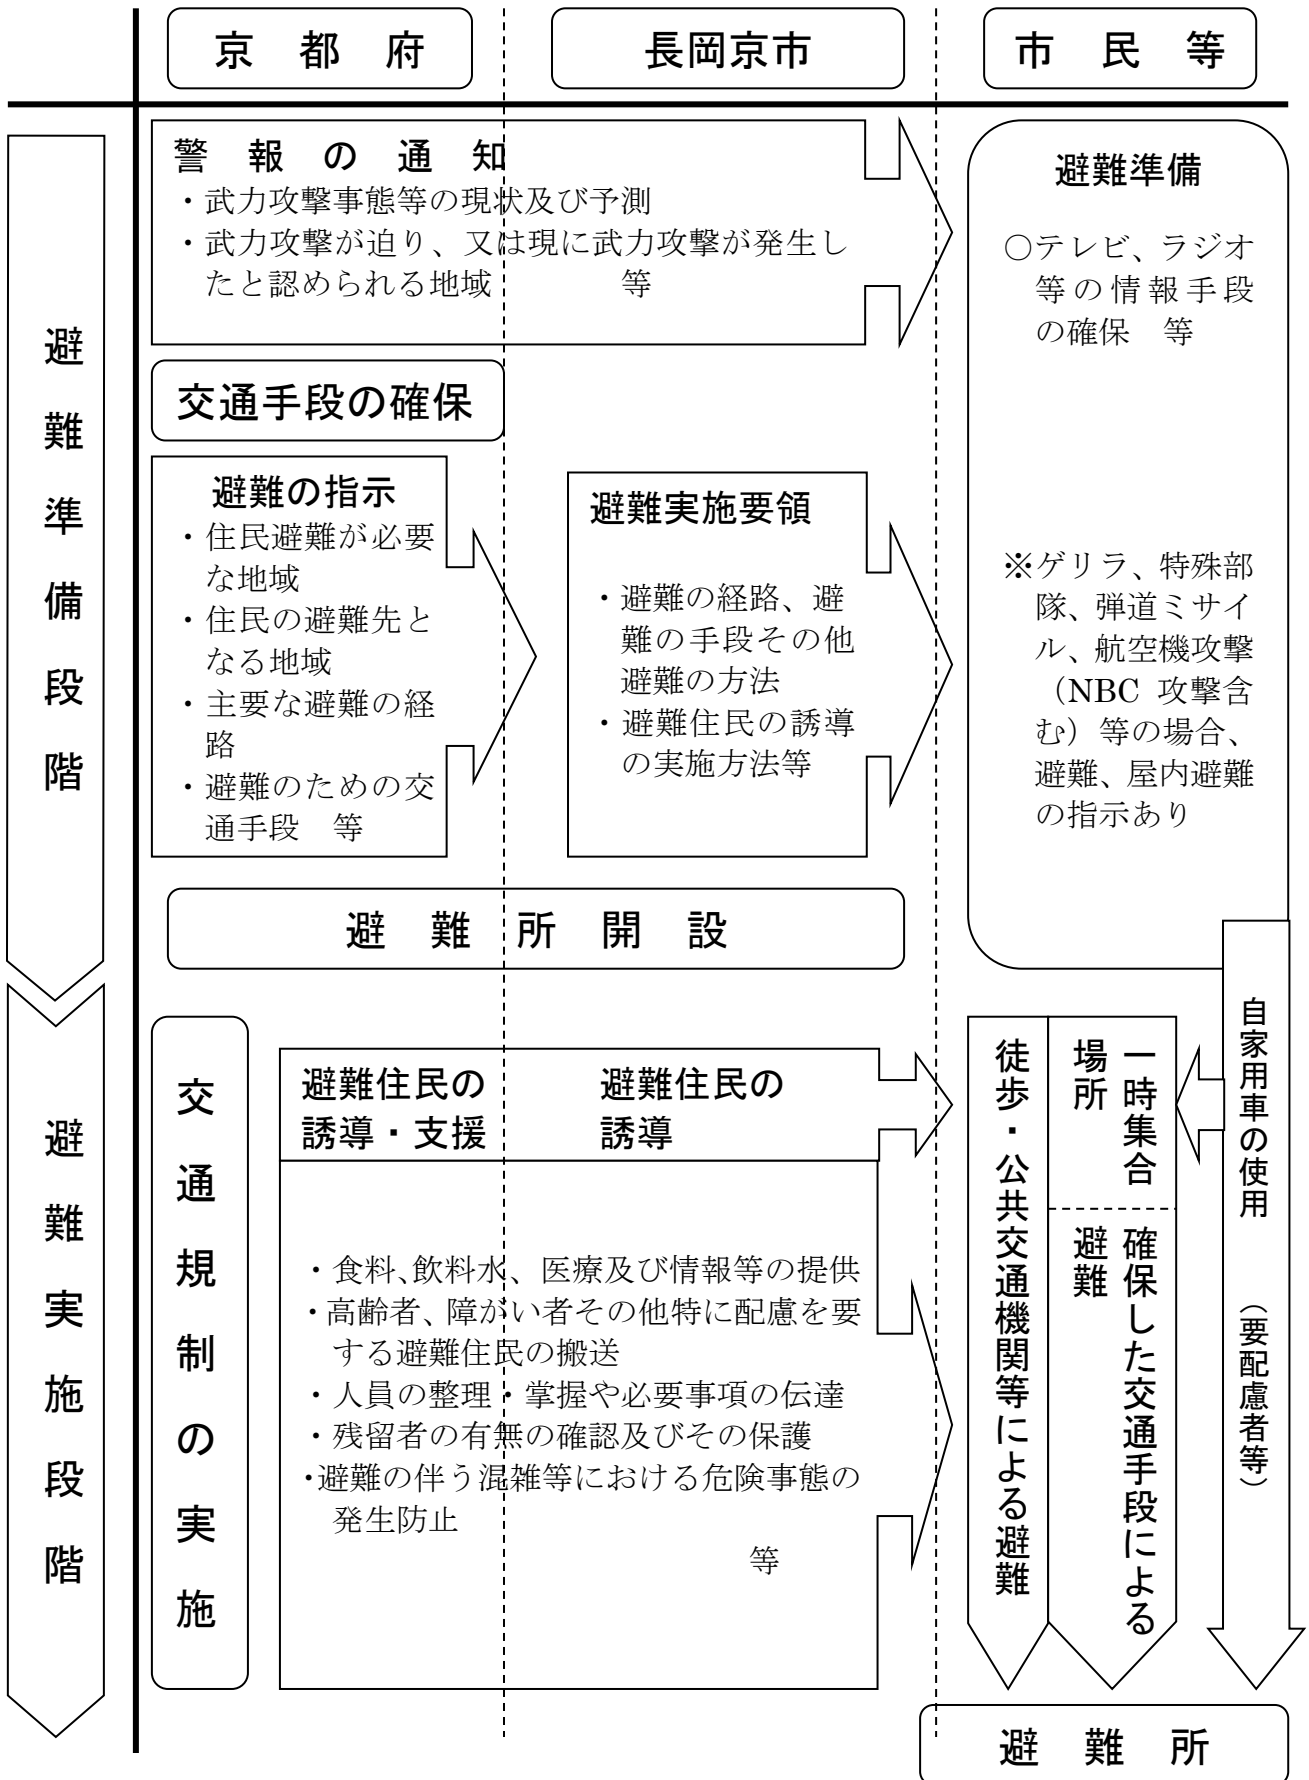 京都府
長岡京市
市民等
避難準備段階
警報の通知
・武力攻撃事態等の現状及び予測
・武力攻撃が迫り、又は現に武力攻撃が発生し
たと認められる地域　等
避難準備
○テレビ、ラジオ
等の情報手段
の確保　等
※ゲリラ、特殊部
隊、弾道ミサイ
ル、航空機攻撃
（NBC 攻撃含
む）等の場合、
避難、屋内避難
の指示あり
交通手段の確保
避難の指示
・住民避難が必要
な地域
・住民の避難先と
なる地域
・主要な避難の経
路
・避難のための交
通手段　等
避難実施要領
・避難の経路、避
難の手段その他
避難の方法
・避難住民の誘導
の実施方法等
避難所開設
避難実施段階
交通規制の実施
避難住民の
誘導・支援
避難住民の
誘導
・食料、飲料水、医療及び情報等の提供
・高齢者、障がい者その他特に配慮を要
する避難住民の搬送
・人員の整理・掌握や必要事項の伝達
・残留者の有無の確認及びその保護
・避難の伴う混雑等における危険事態の
発生防止
等
徒歩・公共交通機関等による避難
一時集合
場所
確保した交通手段による
避難
自家用車の使用　（要配慮者等）
避難所